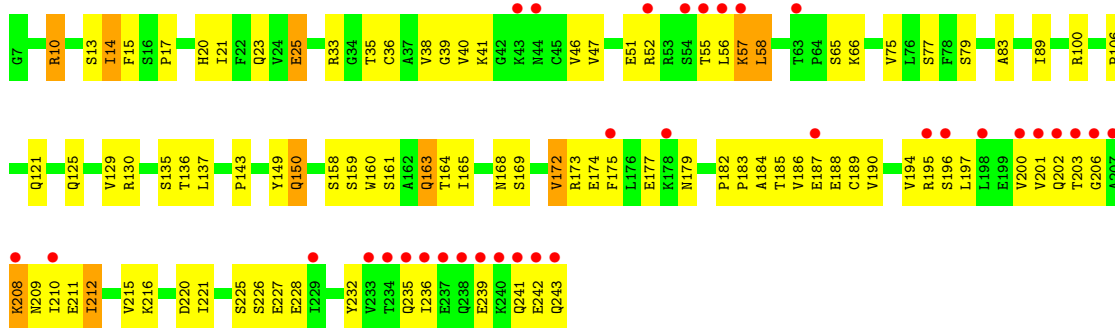 G7 R10 S13 I14 F15 S16 P17 H20 I21 F22 Q23 V24 E25 R33 G34 T35 C36 A37 V38 G39 V40 K41 G42 K43 N44 C45 V46 V47 E51 R52 R53 S54 T55 L56 K57 L58 T63 P64 S65 K66 V75 L76 S77 F78 S79 A83 I89 R100 R106
Q121 Q125 V129 R130 S135 T136 L137 P143 Y149 Q150 S158 S159 W160 S161 A162 Q163 T164 I165 N168 S169 V172 R173 E174 F175 L176 E177 K178 N179 P182 P183 A184 T185 V186 E187 E188 C189 V190 V194 R195 S196 L197 L198 E199 V200 V201 Q202 T203 G206 A207
K208 N209 I210 E211 I212 V215 K216 D220 I221 S225 S226 E227 E228 I229 Y232 V233 T234 Q235 I236 E237 Q238 E239 K240 Q241 E242 Q243